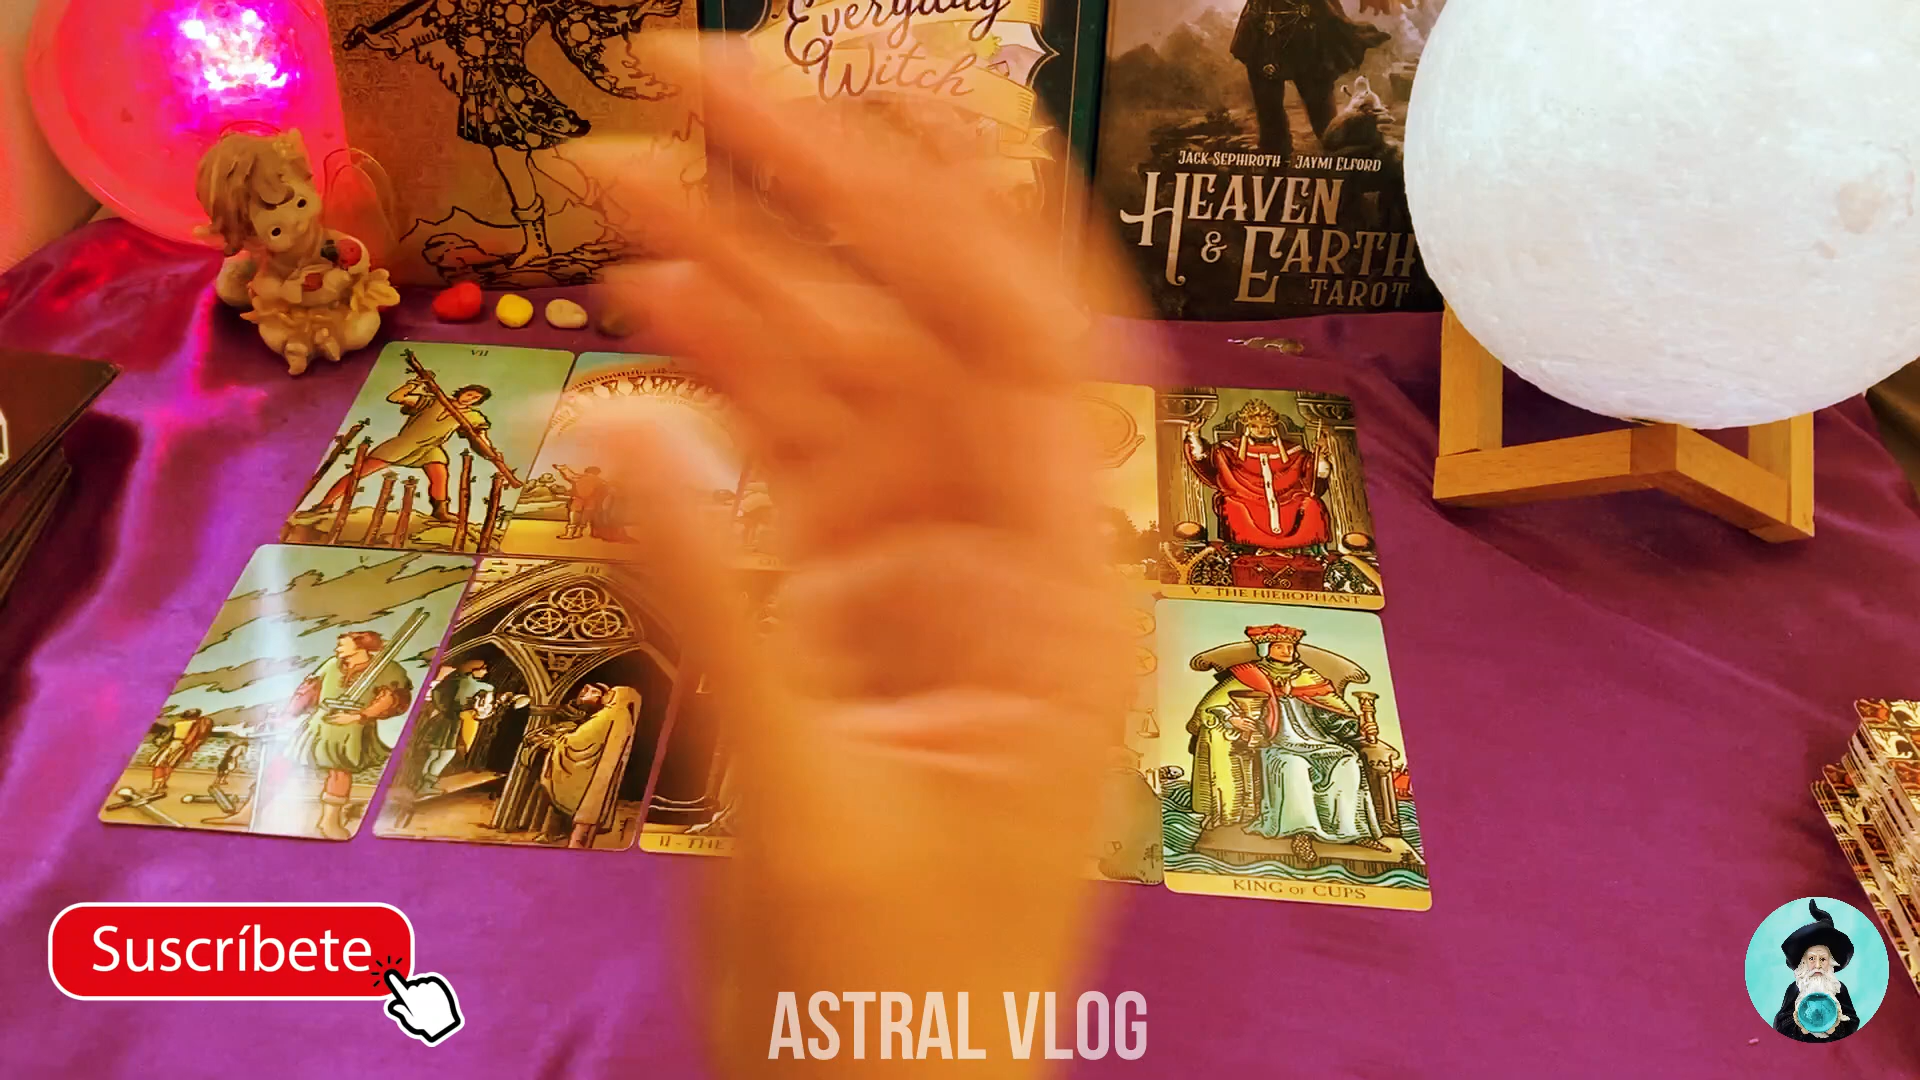 Everyday
Witch
JACK SEPHIROTH - JAYMI ELFORD
HEAVEN
& EARTH
TAROT
VII
V
III
V - THE HIEROPHANT
II - THE
KING OF CUPS
Suscríbete
ASTRAL VLOG